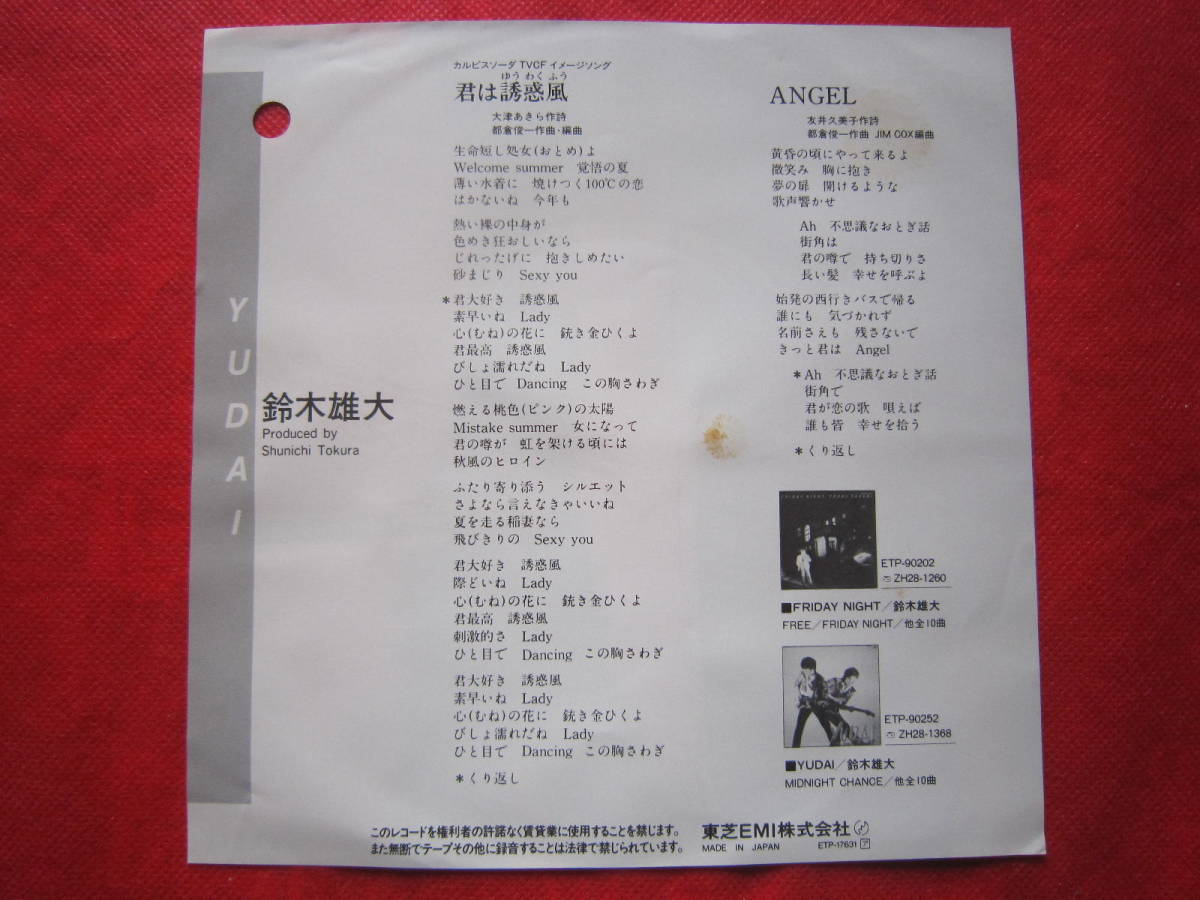 YUDAI
鈴木雄大
Produced by
Shunichi Tokura
カルピスソーダ TVCFイメージソング
ゆうわくふう
君は誘惑風
大津あきら作詩
都倉俊一作曲・編曲
生命短し処女(おとめ)よ
Welcome summer 覚悟の夏
薄い水着に 焼けつく100℃の恋
はかないね 今年も
熱い裸の中身が
色めき狂おしいなら
じれったげに 抱きしめたい
砂まじり Sexy you
*君大好き 誘惑風
素早いね Lady
心(むね)の花に 銃き金ひくよ
君最高 誘惑風
びしょ濡れだね Lady
ひと目で Dancing この胸さわぎ
燃える桃色(ピンク)の太陽
Mistake summer 女になって
君の噂が 虹を架ける頃には
秋風のヒロイン
ふたり寄り添う シルエット
さよなら言えなきゃいいね
夏を走る稲妻なら
飛びきりの Sexy you
君大好き 誘惑風
際どいね Lady
心(むね)の花に 銃き金ひくよ
君最高 誘惑風
刺激的さ Lady
ひと目で Dancing この胸さわぎ
君大好き 誘惑風
素早いね Lady
心(むね)の花に 銃き金ひくよ
びしょ濡れだね Lady
ひと目で Dancing この胸さわぎ
*くり返し
ANGEL
友井久美子作詩
都倉俊一作曲 JIM COX編曲
黄昏の頃にやって来るよ
微笑み 胸に抱き
夢の扉 開けるような
歌声響かせ
Ah 不思議なおとぎ話
街角は
君の噂で 持ち切りさ
長い髪 幸せを呼ぶよ
始発の西行きバスで帰る
誰にも 気づかれず
名前さえも 残さないで
きっと君は Angel
*Ah 不思議なおとぎ話
街角で
君が恋の歌 唄えば
誰も皆 幸せを拾う
*くり返し
FRIDAY NIGHT YUDAI SUZUKI
ETP-90202
ZH28-1260
■FRIDAY NIGHT/鈴木雄大
FREE/FRIDAY NIGHT/他全10曲
YUDAI
ETP-90252
ZH28-1368
■YUDAI/鈴木雄大
MIDNIGHT CHANCE/他全10曲
このレコードを権利者の許諾なく賃貸業に使用することを禁じます。
また無断でテープその他に録音することは法律で禁じられています。
東芝EMI株式会社
MADE IN JAPAN ETP-17631 ア